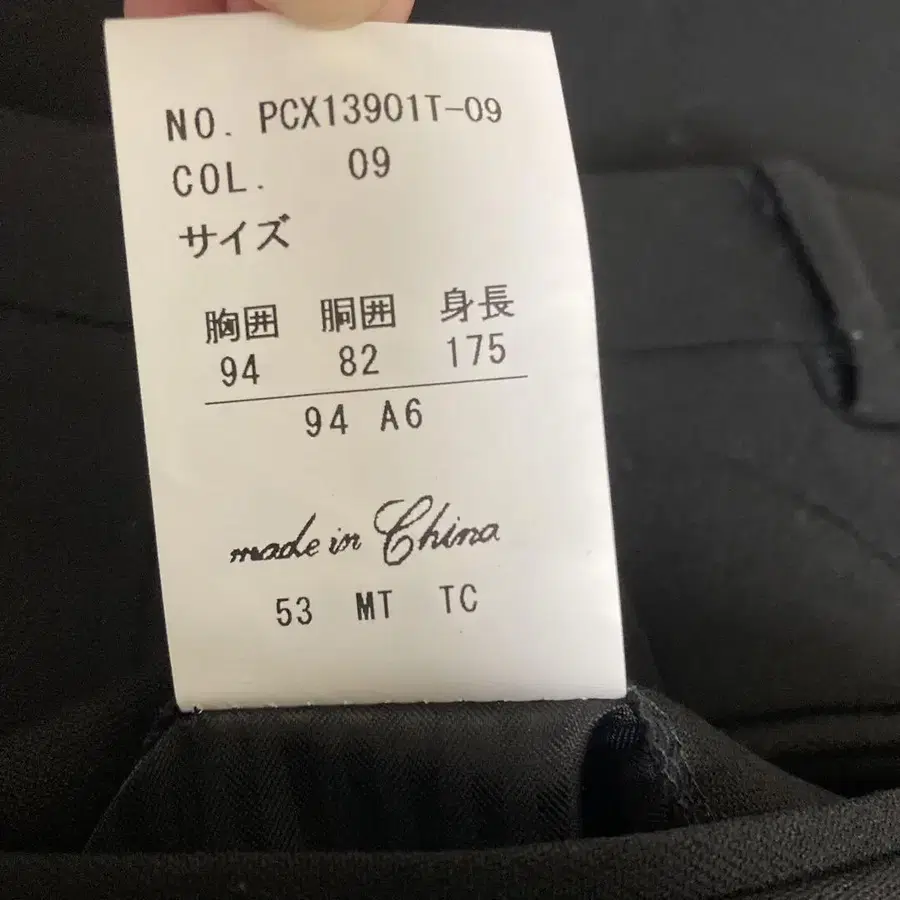 NO. PCX13901T-09
COL. 09
サイズ
胸囲 胴囲 身長
94 82 175
94 A6
made in China
53 MT TC